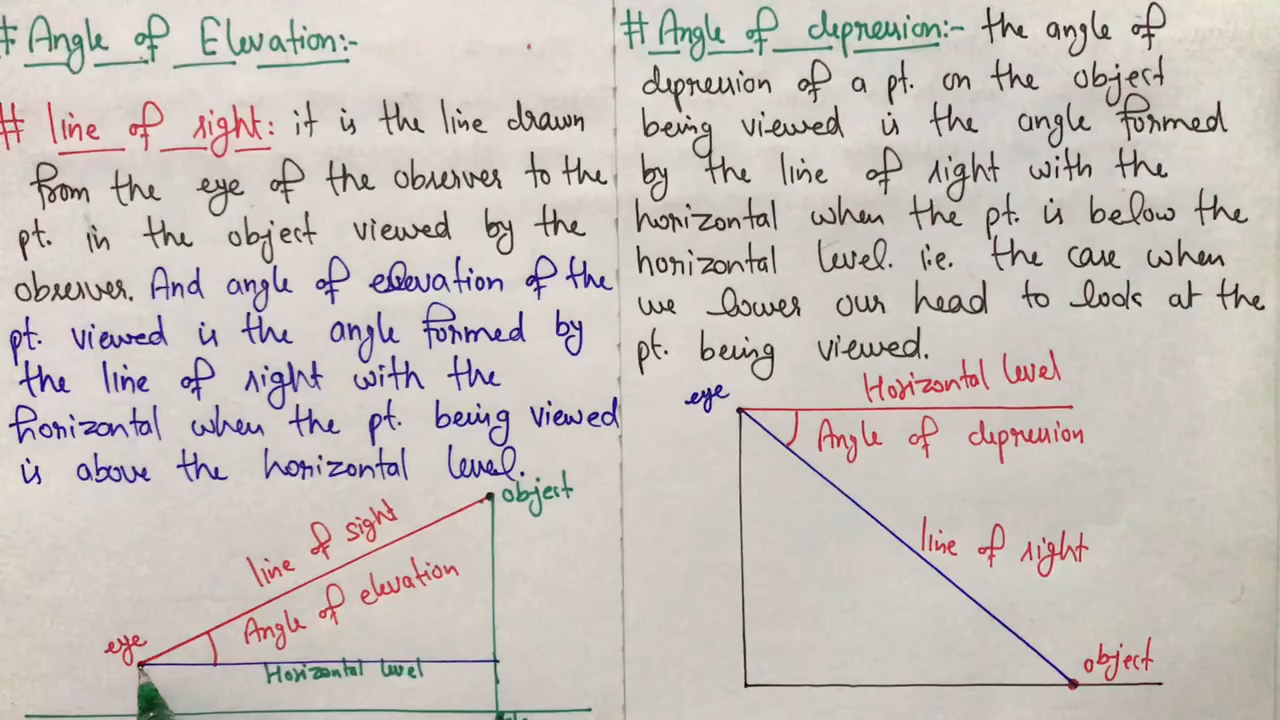 # Angle of Elevation:-
# line of sight: it is the line drawn
from the eye of the observer to the
pt. in the object viewed by the
observer. And angle of elevation of the
pt. viewed is the angle formed by
the line of sight with the
horizontal when the pt. being viewed
is above the horizontal level.
object
line of sight
Angle of elevation
eye
Horizontal level
# Angle of depression:- the angle of
depression of a pt. on the object
being viewed is the angle formed
by the line of sight with the
horizontal when the pt. is below the
horizontal level. i.e. the case when
we lower our head to look at the
pt. being viewed.
Horizontal level
eye
Angle of depression
line of sight
object